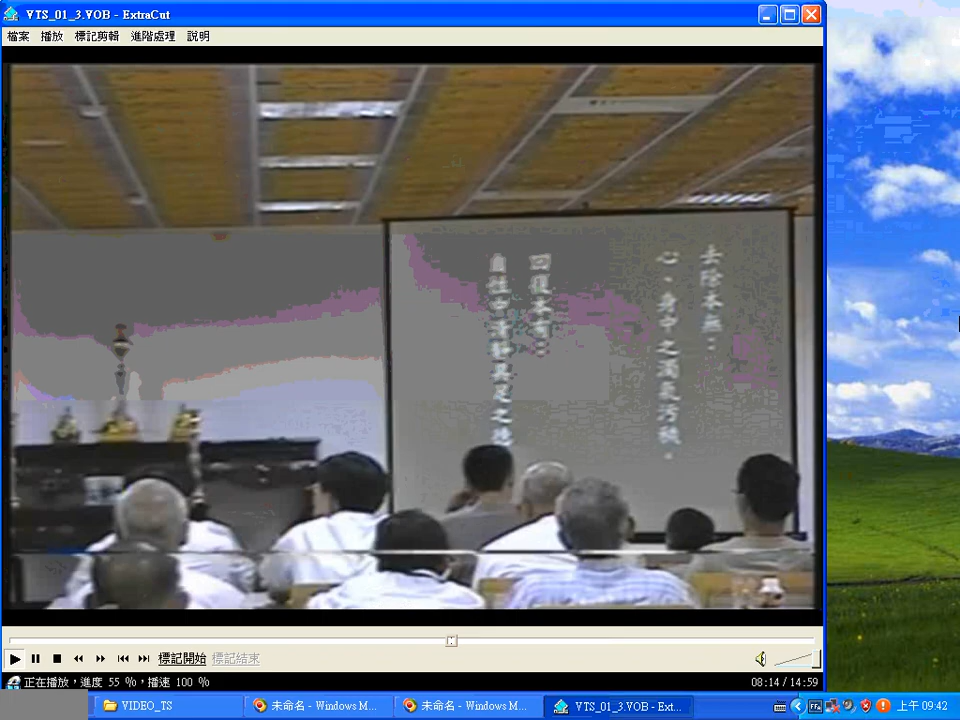 VTS_01_3.VOB - ExtraCut
檔案 播放 標記剪輯 進階處理 說明
去除本無：
心、身中之濁氣污穢。
回復本有：
自性中清靜具足之德
標記開始 標記結束
正在播放，進度 55 %，播速 100 % 08:14 / 14:59
VIDEO_TS 未命名 - Windows M... 未命名 - Windows M... VTS_01_3.VOB - Ext... 上午 09:42